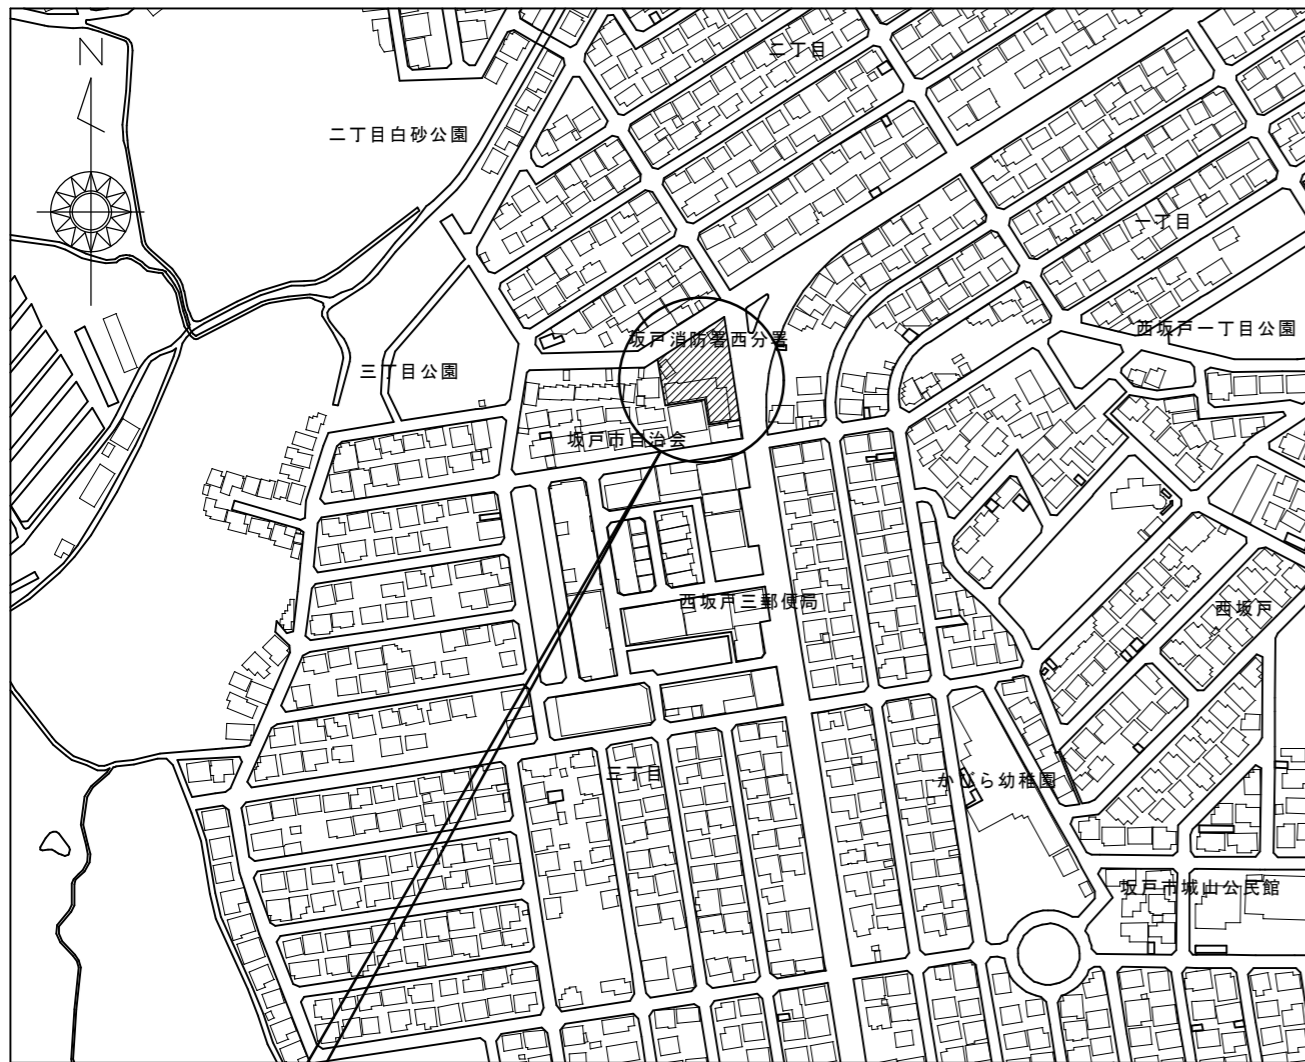 N
二丁目
二丁目白砂公園
一丁目
坂戸消防署西分署
西坂戸一丁目公園
三丁目公園
坂戸市自治会
西坂戸三郵便局
西坂戸
三丁目
かしら幼稚園
坂戸市城山公民館